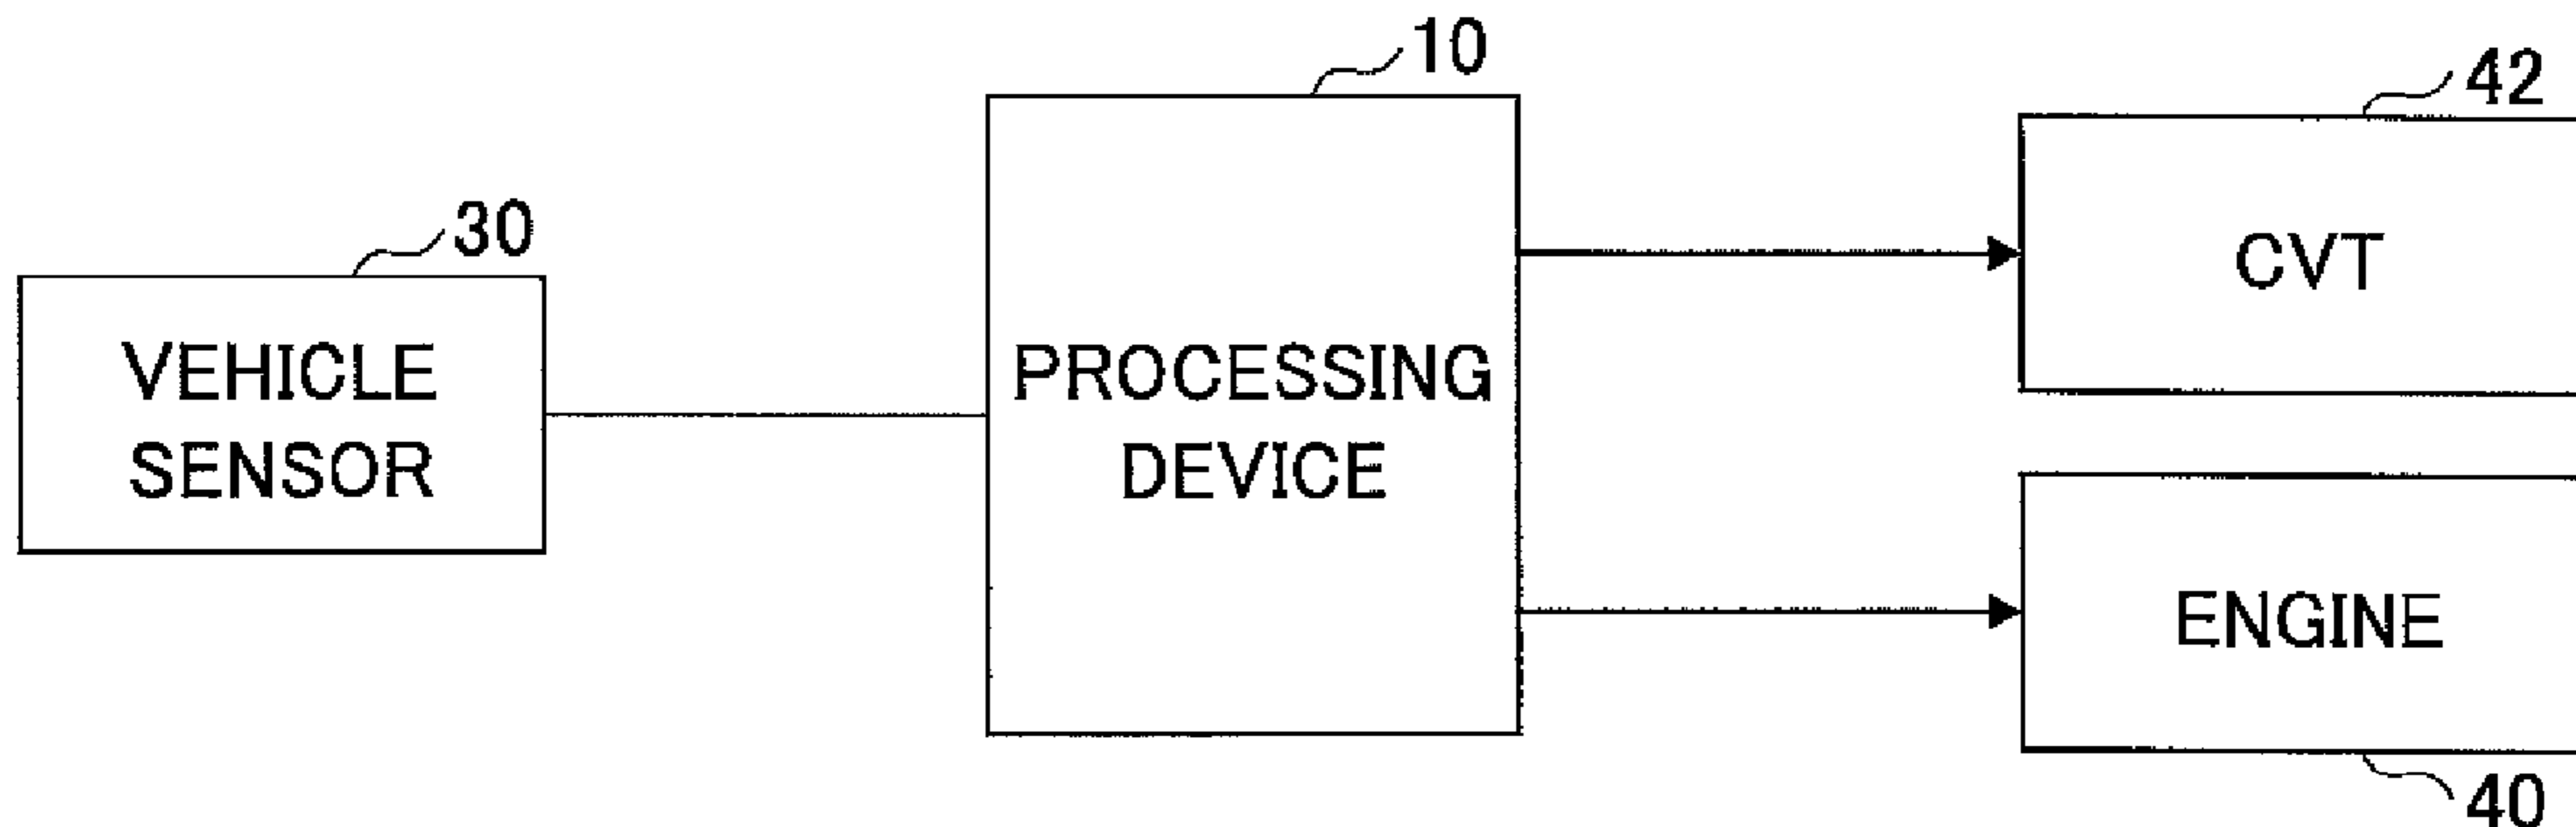 10
42
30
CVT
VEHICLE
SENSOR
PROCESSING
DEVICE
ENGINE
40